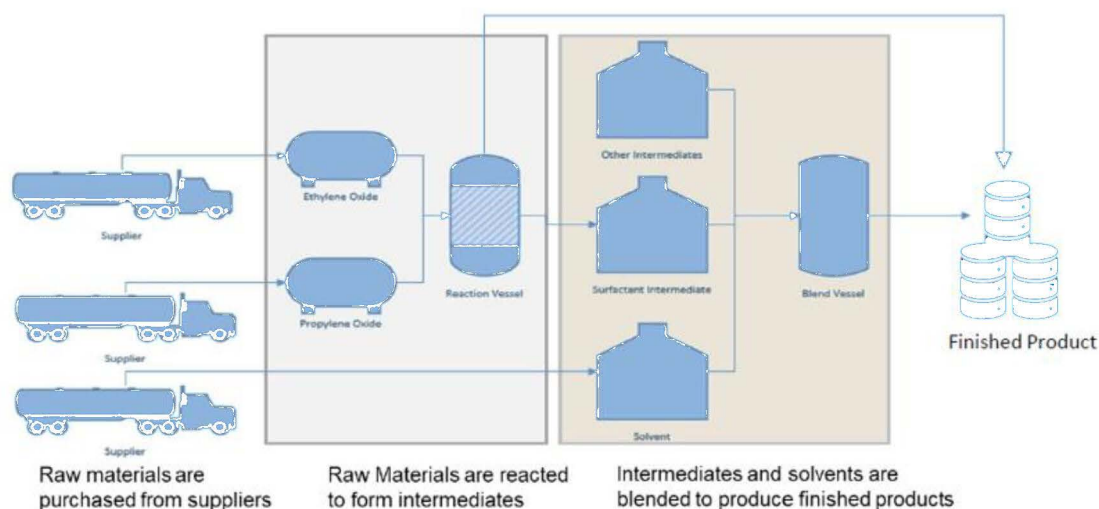 Other Intermediates
Ethylene Oxide
Supplier
Reaction Vessel
Surfactant Intermediate
Blend Vessel
Propylene Oxide
Finished Product
Supplier
Solvent
Supplier
Raw materials are
purchased from suppliers
Raw Materials are reacted
to form intermediates
Intermediates and solvents are
blended to produce finished products